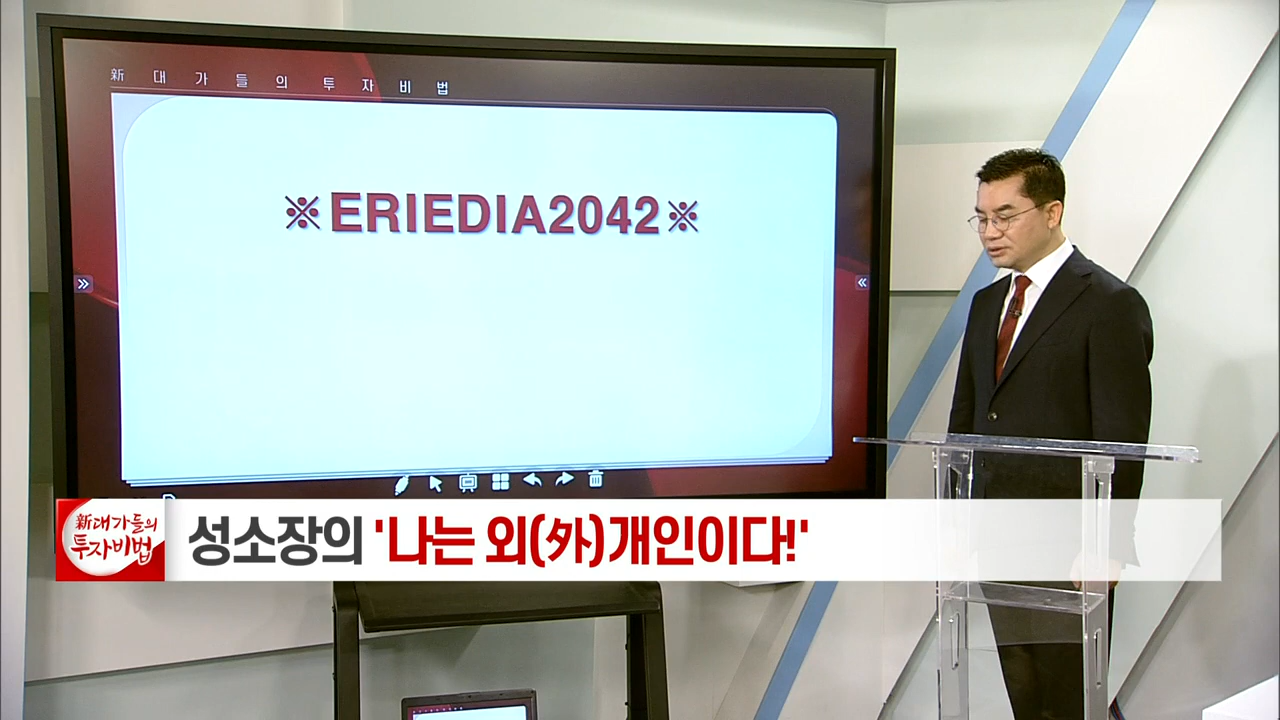 新 대 가 들 의 투 자 비 법
※ERIEDIA2042※
新대가들의
투자비법
성소장의 '나는 외(外)개인이다!'